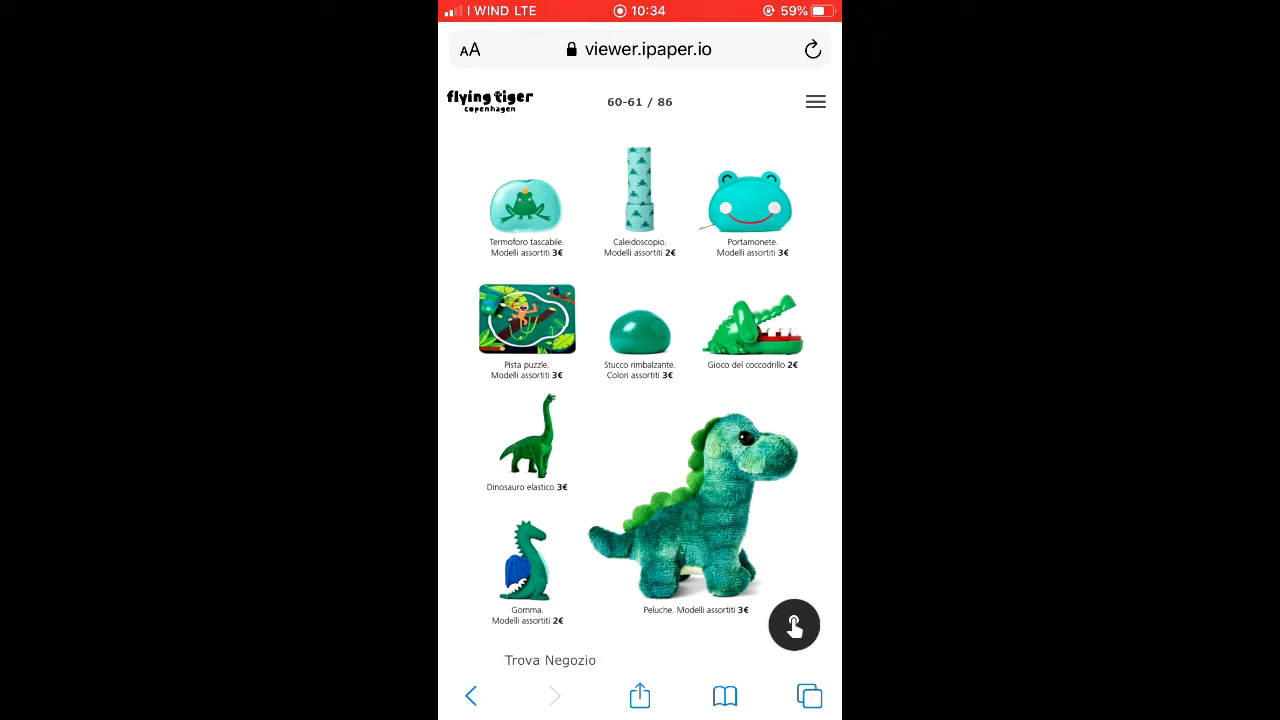 I WIND LTE 10:34 59%
AA viewer.ipaper.io
flying tiger
copenhagen
60-61 / 86
Termoforo tascabile.
Modelli assortiti 3€
Caleidoscopio.
Modelli assortiti 2€
Portamonete.
Modelli assortiti 3€
Pista puzzle.
Modelli assortiti 3€
Stucco rimbalzante.
Colori assortiti 3€
Gioco del coccodrillo 2€
Dinosauro elastico 3€
Gomma.
Modelli assortiti 2€
Peluche. Modelli assortiti 3€
Trova Negozio